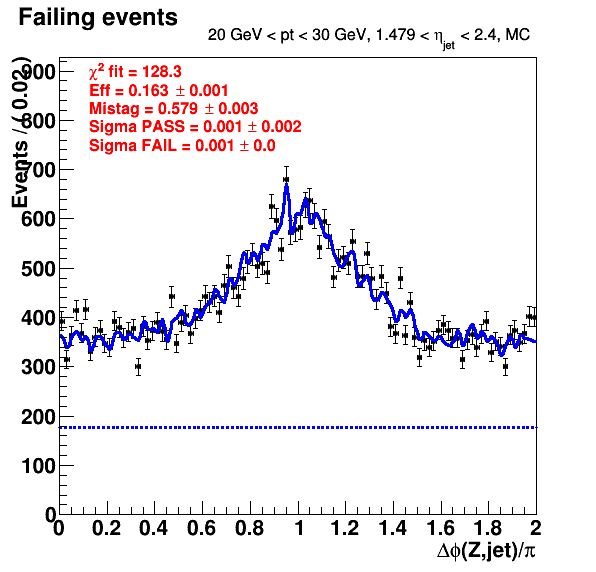 Failing events
20 GeV < pt < 30 GeV, 1.479 < η_jet < 2.4, MC
χ² fit = 128.3
Eff = 0.163 ± 0.001
Mistag = 0.579 ± 0.003
Sigma PASS = 0.001 ± 0.002
Sigma FAIL = 0.001 ± 0.0
Events / ( 0.02 )
900
800
700
600
500
400
300
200
100
0
0 0.2 0.4 0.6 0.8 1 1.2 1.4 1.6 1.8 2
Δϕ(Z,jet)/π